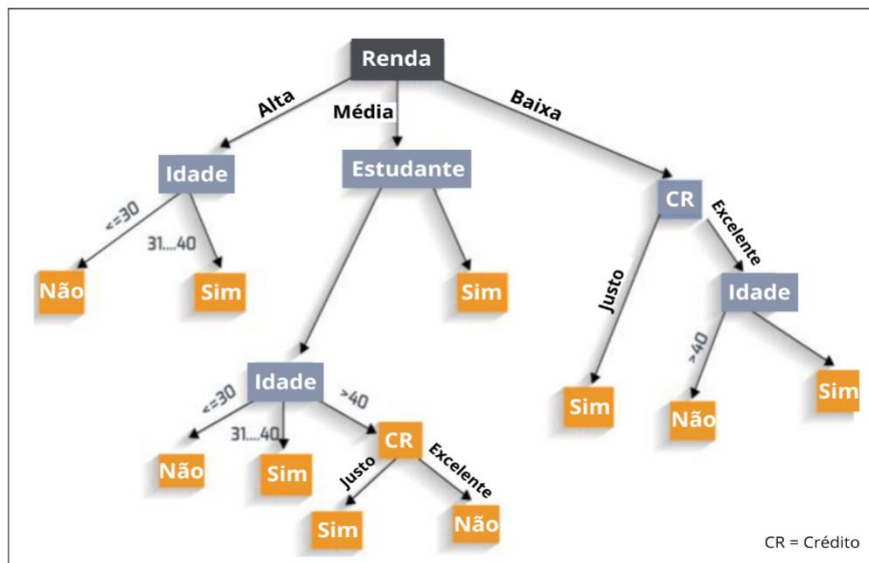 Renda
Alta
Média
Baixa
Idade
Estudante
CR
<=30
31....40
Excelente
Não
Sim
Sim
Justo
Idade
>40
Sim
Não
Sim
Idade
<=30
31....40
>40
CR
Não
Sim
Justo
Excelente
Sim
Não
CR = Crédito